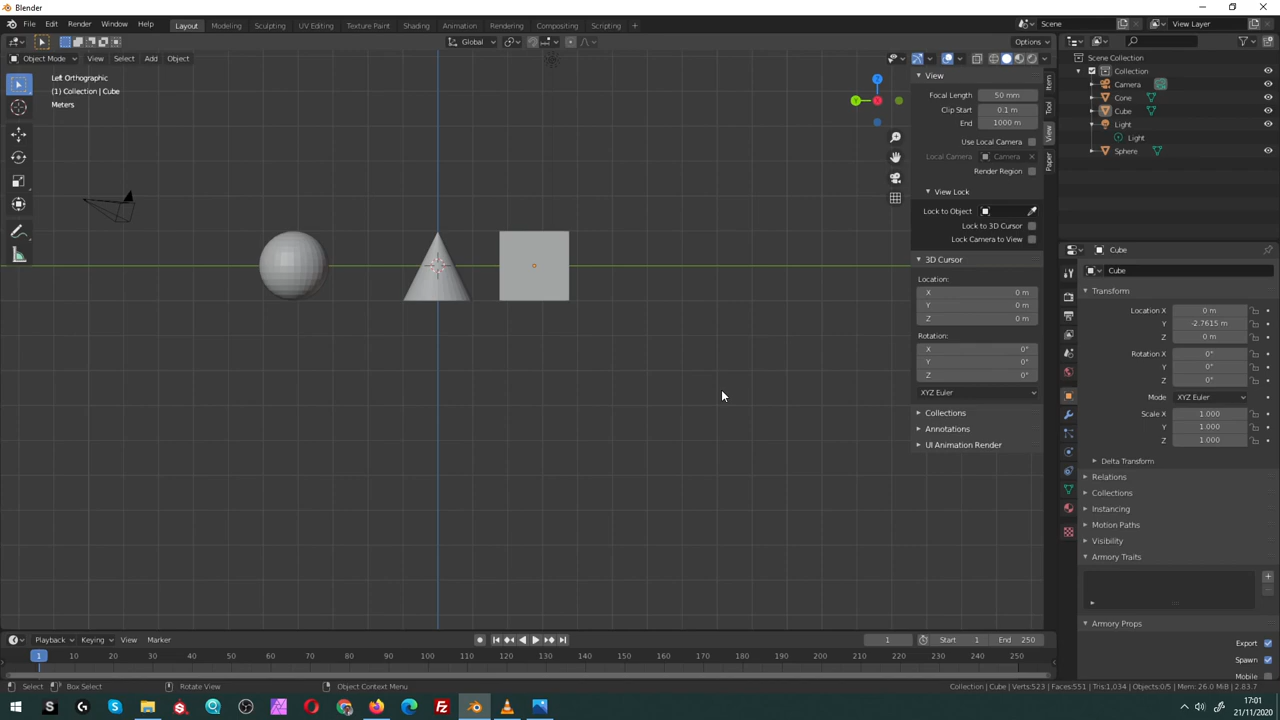 Blender
File Edit Render Window Help Layout Modeling Sculpting UV Editing Texture Paint Shading Animation Rendering Compositing Scripting + Scene View Layer
Global Options
Object Mode View Select Add Object
Left Orthographic
(1) Collection | Cube
Meters
Z
Y
X
View
Focal Length 50 mm
Clip Start 0.1 m
End 1000 m
Use Local Camera
Local Camera Camera
Render Region
View Lock
Lock to Object
Lock to 3D Cursor
Lock Camera to View
3D Cursor
Location:
X 0 m
Y 0 m
Z 0 m
Rotation:
X 0°
Y 0°
Z 0°
XYZ Euler
Collections
Annotations
UI Animation Render
Item
Tool
View
Paper
Scene Collection
Collection
Camera
Cone
Cube
Light
Light
Sphere
Cube
Cube
Transform
Location X 0 m
Y -2.7615 m
Z 0 m
Rotation X 0°
Y 0°
Z 0°
Mode XYZ Euler
Scale X 1.000
Y 1.000
Z 1.000
Delta Transform
Relations
Collections
Instancing
Motion Paths
Visibility
Armory Traits
Armory Props
Export
Spawn
Mobile
Playback Keying View Marker 1 Start 1 End 250
1 10 20 30 40 50 60 70 80 90 100 110 120 130 140 150 160 170 180 190 200 210 220 230 240 250
Select Box Select Rotate View Object Context Menu Collection | Cube | Verts:523 | Faces:551 | Tris:1,034 | Objects:0/5 | Mem: 26.0 MiB | 2.83.7
17:01
21/11/2020